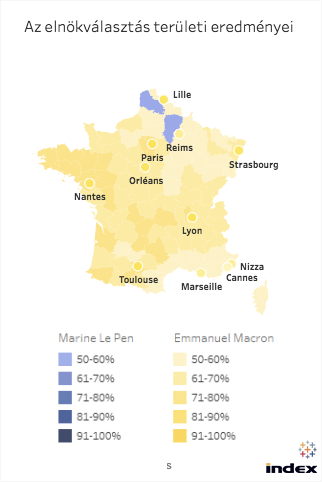 Az elnökválasztás területi eredményei
Lille
Reims
Paris
Strasbourg
Orléans
Nantes
Lyon
Nizza
Cannes
Toulouse
Marseille
Marine Le Pen
50-60%
61-70%
71-80%
81-90%
91-100%
Emmanuel Macron
50-60%
61-70%
71-80%
81-90%
91-100%
s
index